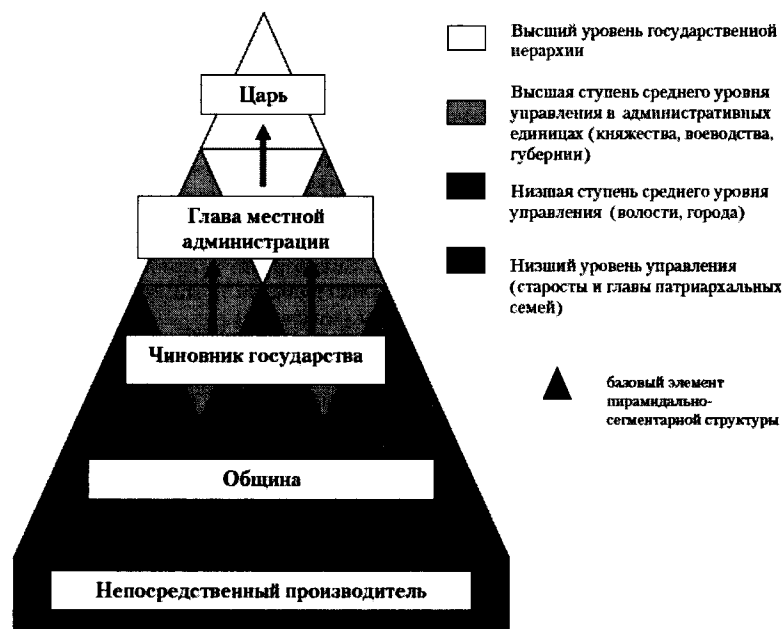 Царь
Глава местной
администрации
Чиновник государства
Община
Непосредственный производитель
Высший уровень государственной
иерархии
Высшая ступень среднего уровня
управления в административных
единицах (княжества, воеводства,
губернии)
Низшая ступень среднего уровня
управления (волости, города)
Низший уровень управления
(старосты и главы патриархальных
семей)
базовый элемент
пирамидально-
сегментарной структуры